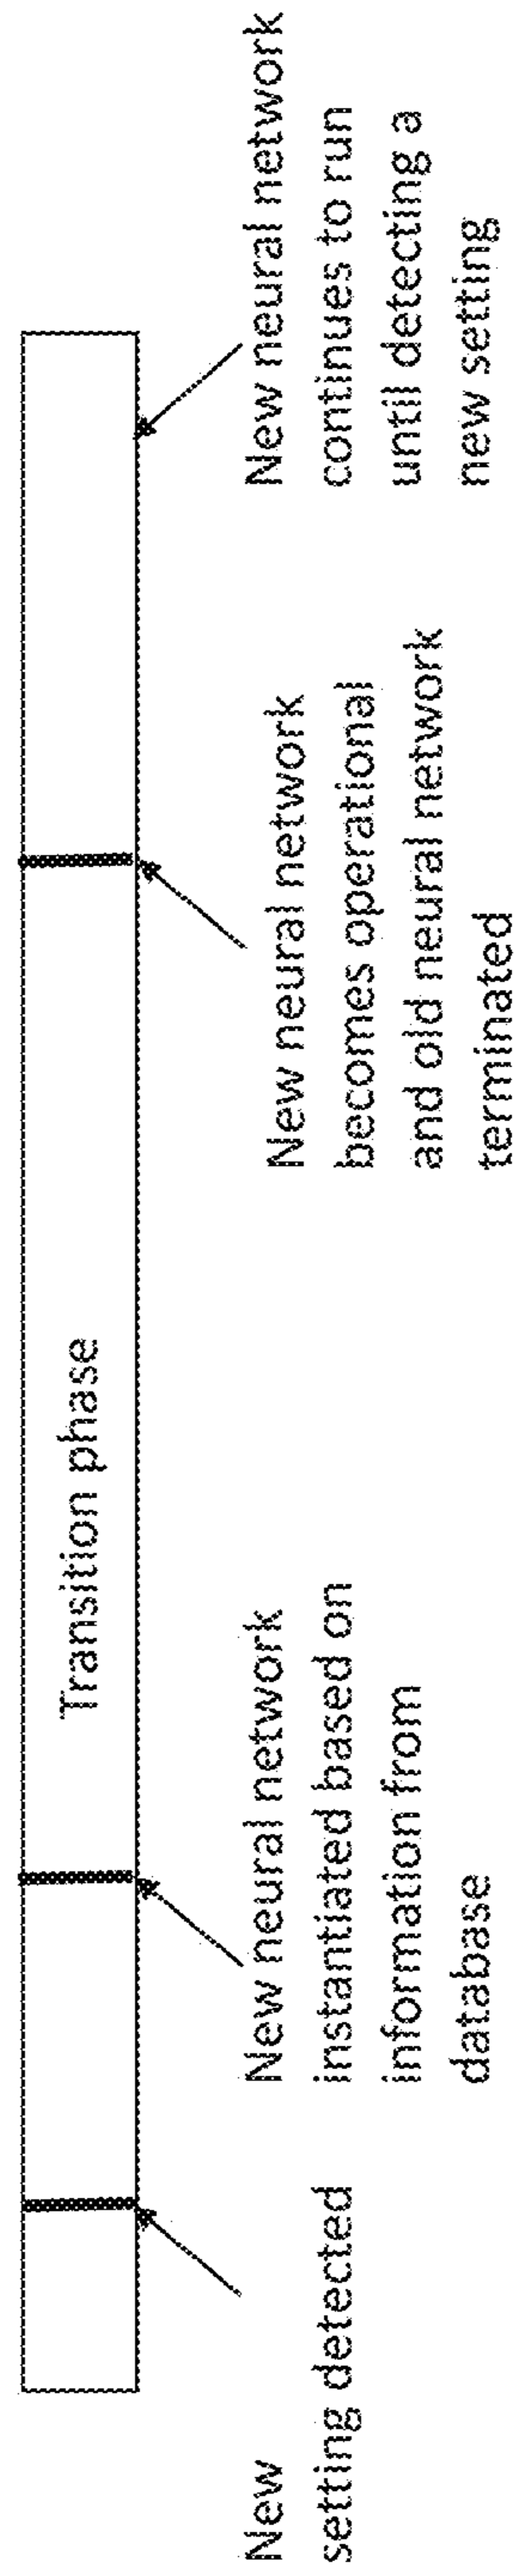 Transition phase
New
setting detected
New neural network
instantiated based on
information from
database
New neural network
becomes operational
and old neural network
terminated
New neural network
continues to run
until detecting a
new setting